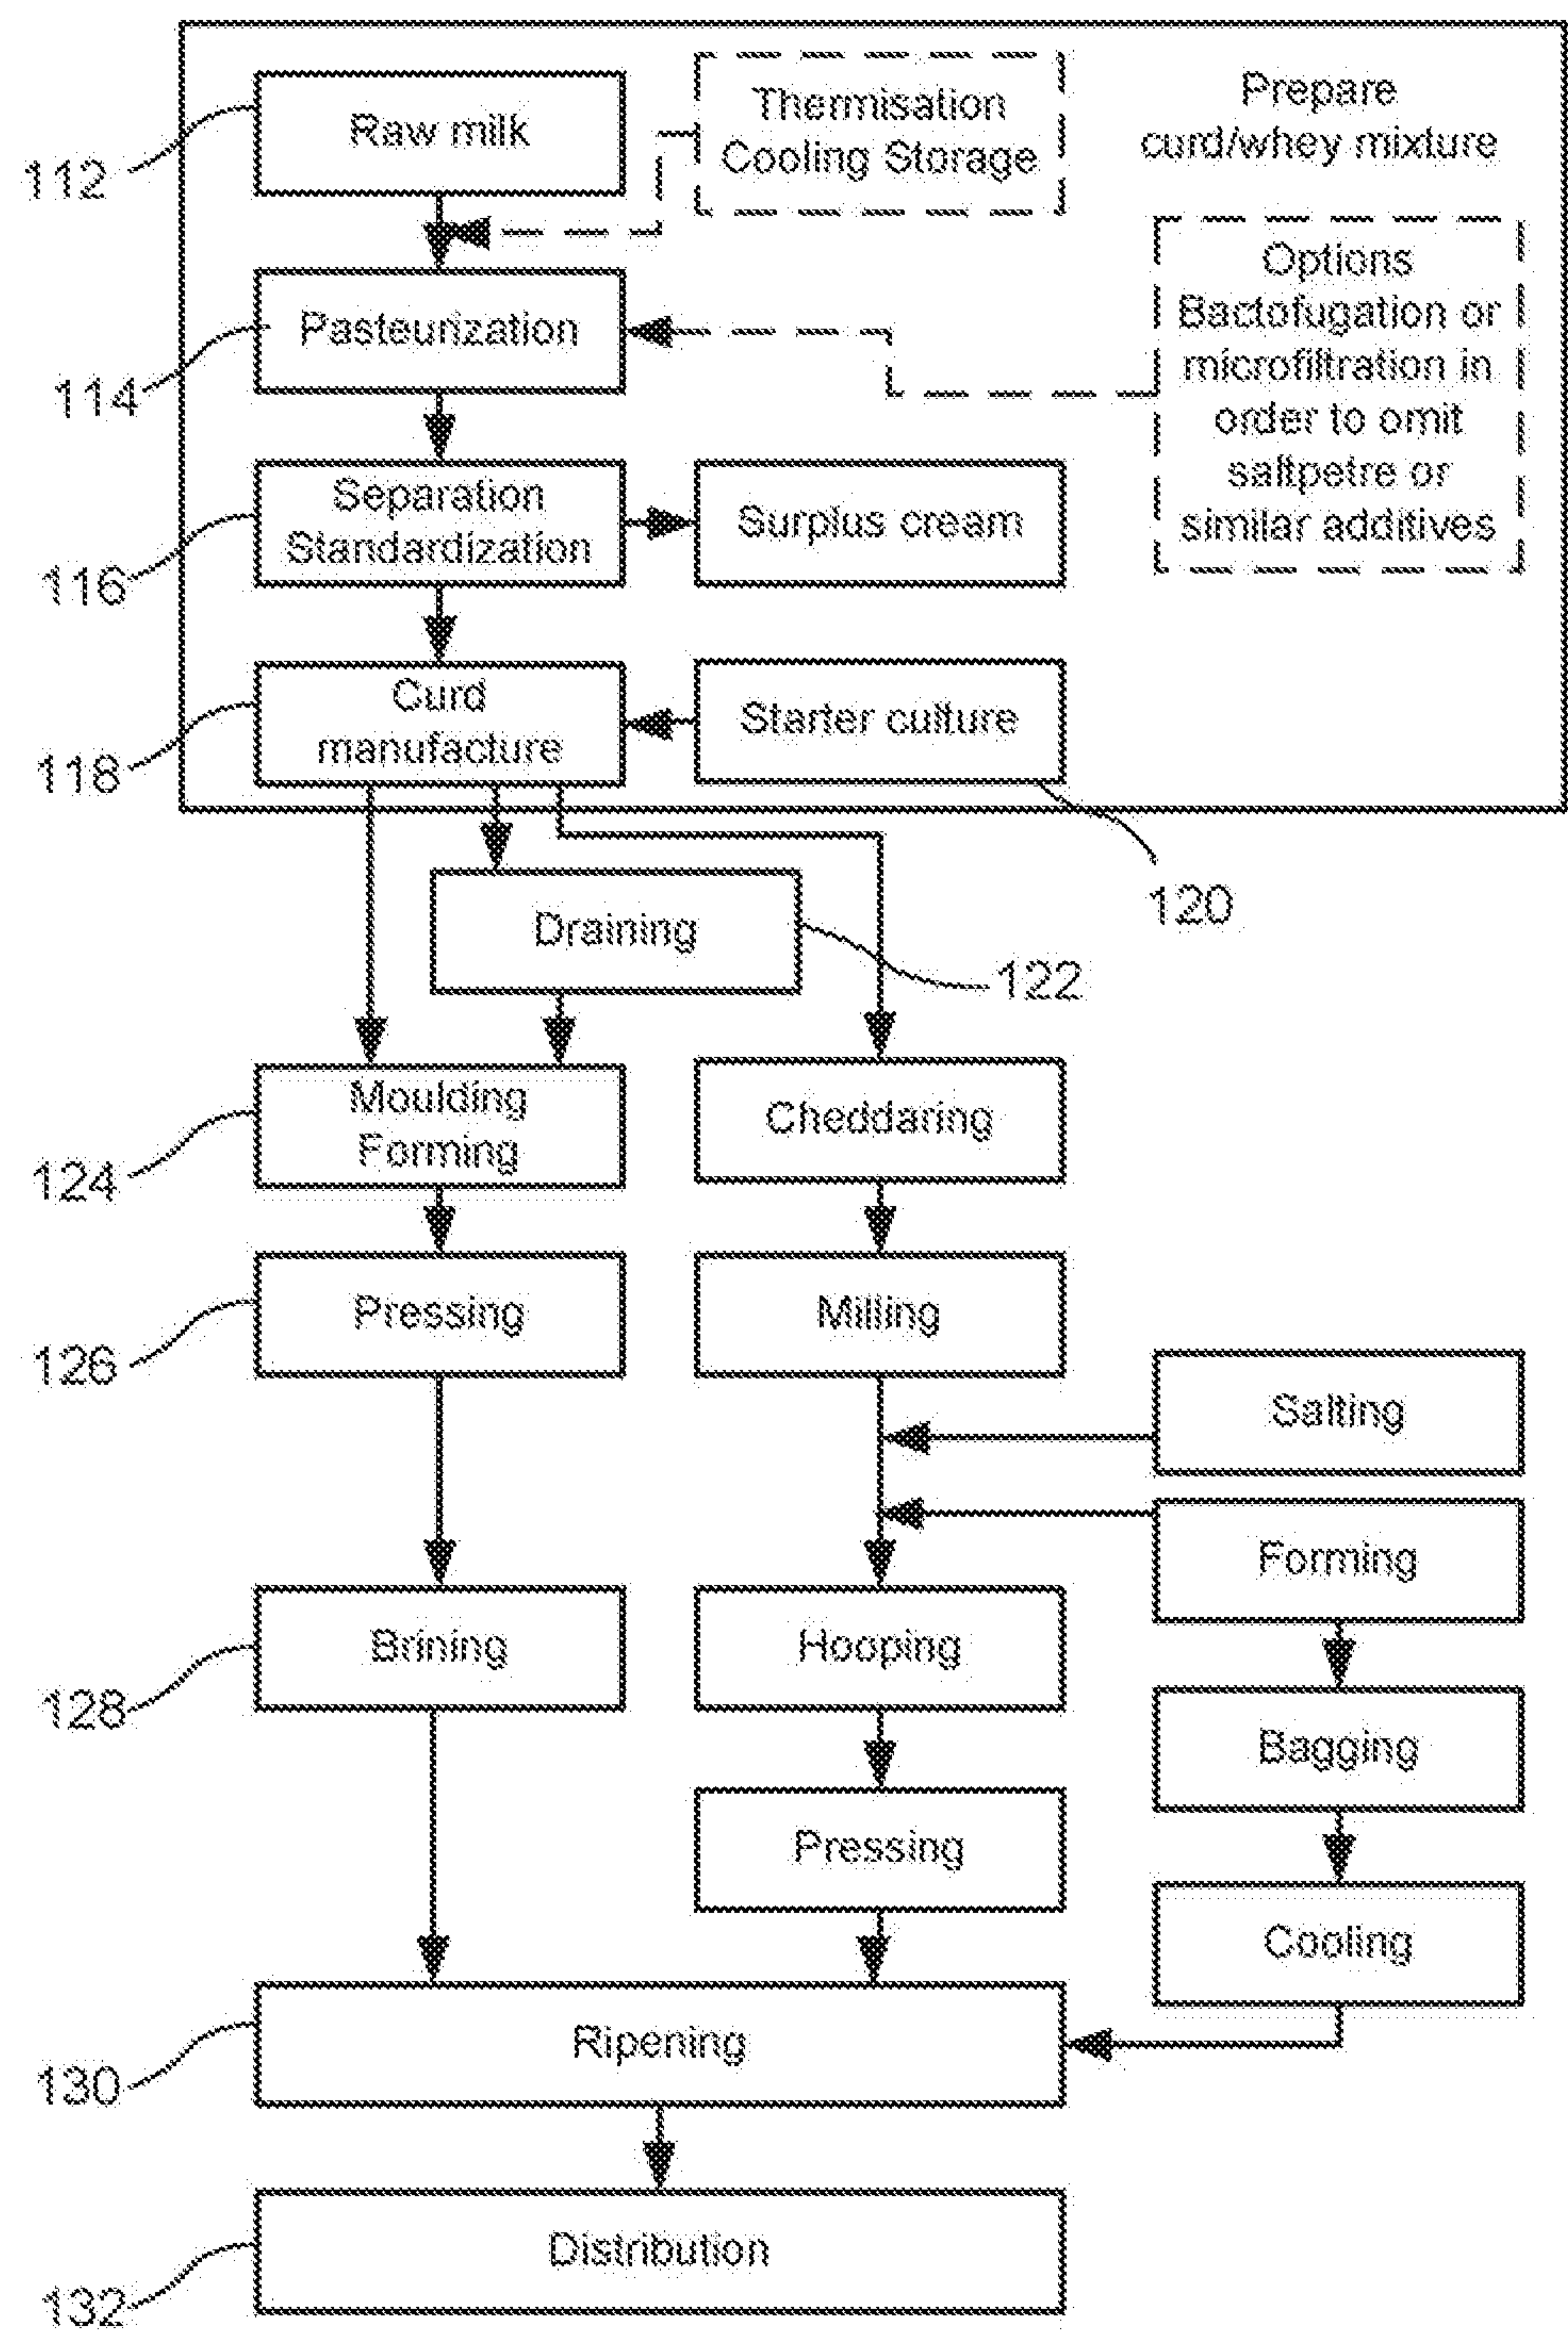 Raw milk
112
Thermisation
Cooling Storage
Prepare
curd/whey mixture
Pasteurization
114
Options
Bactofugation or
microfiltration in
order to omit
saltpetre or
similar additives
Separation
Standardization
116
Surplus cream
Curd
manufacture
118
Starter culture
120
Draining
122
Moulding
Forming
124
Cheddaring
Pressing
126
Milling
Salting
Forming
Brining
128
Hooping
Bagging
Pressing
Cooling
Ripening
130
Distribution
132